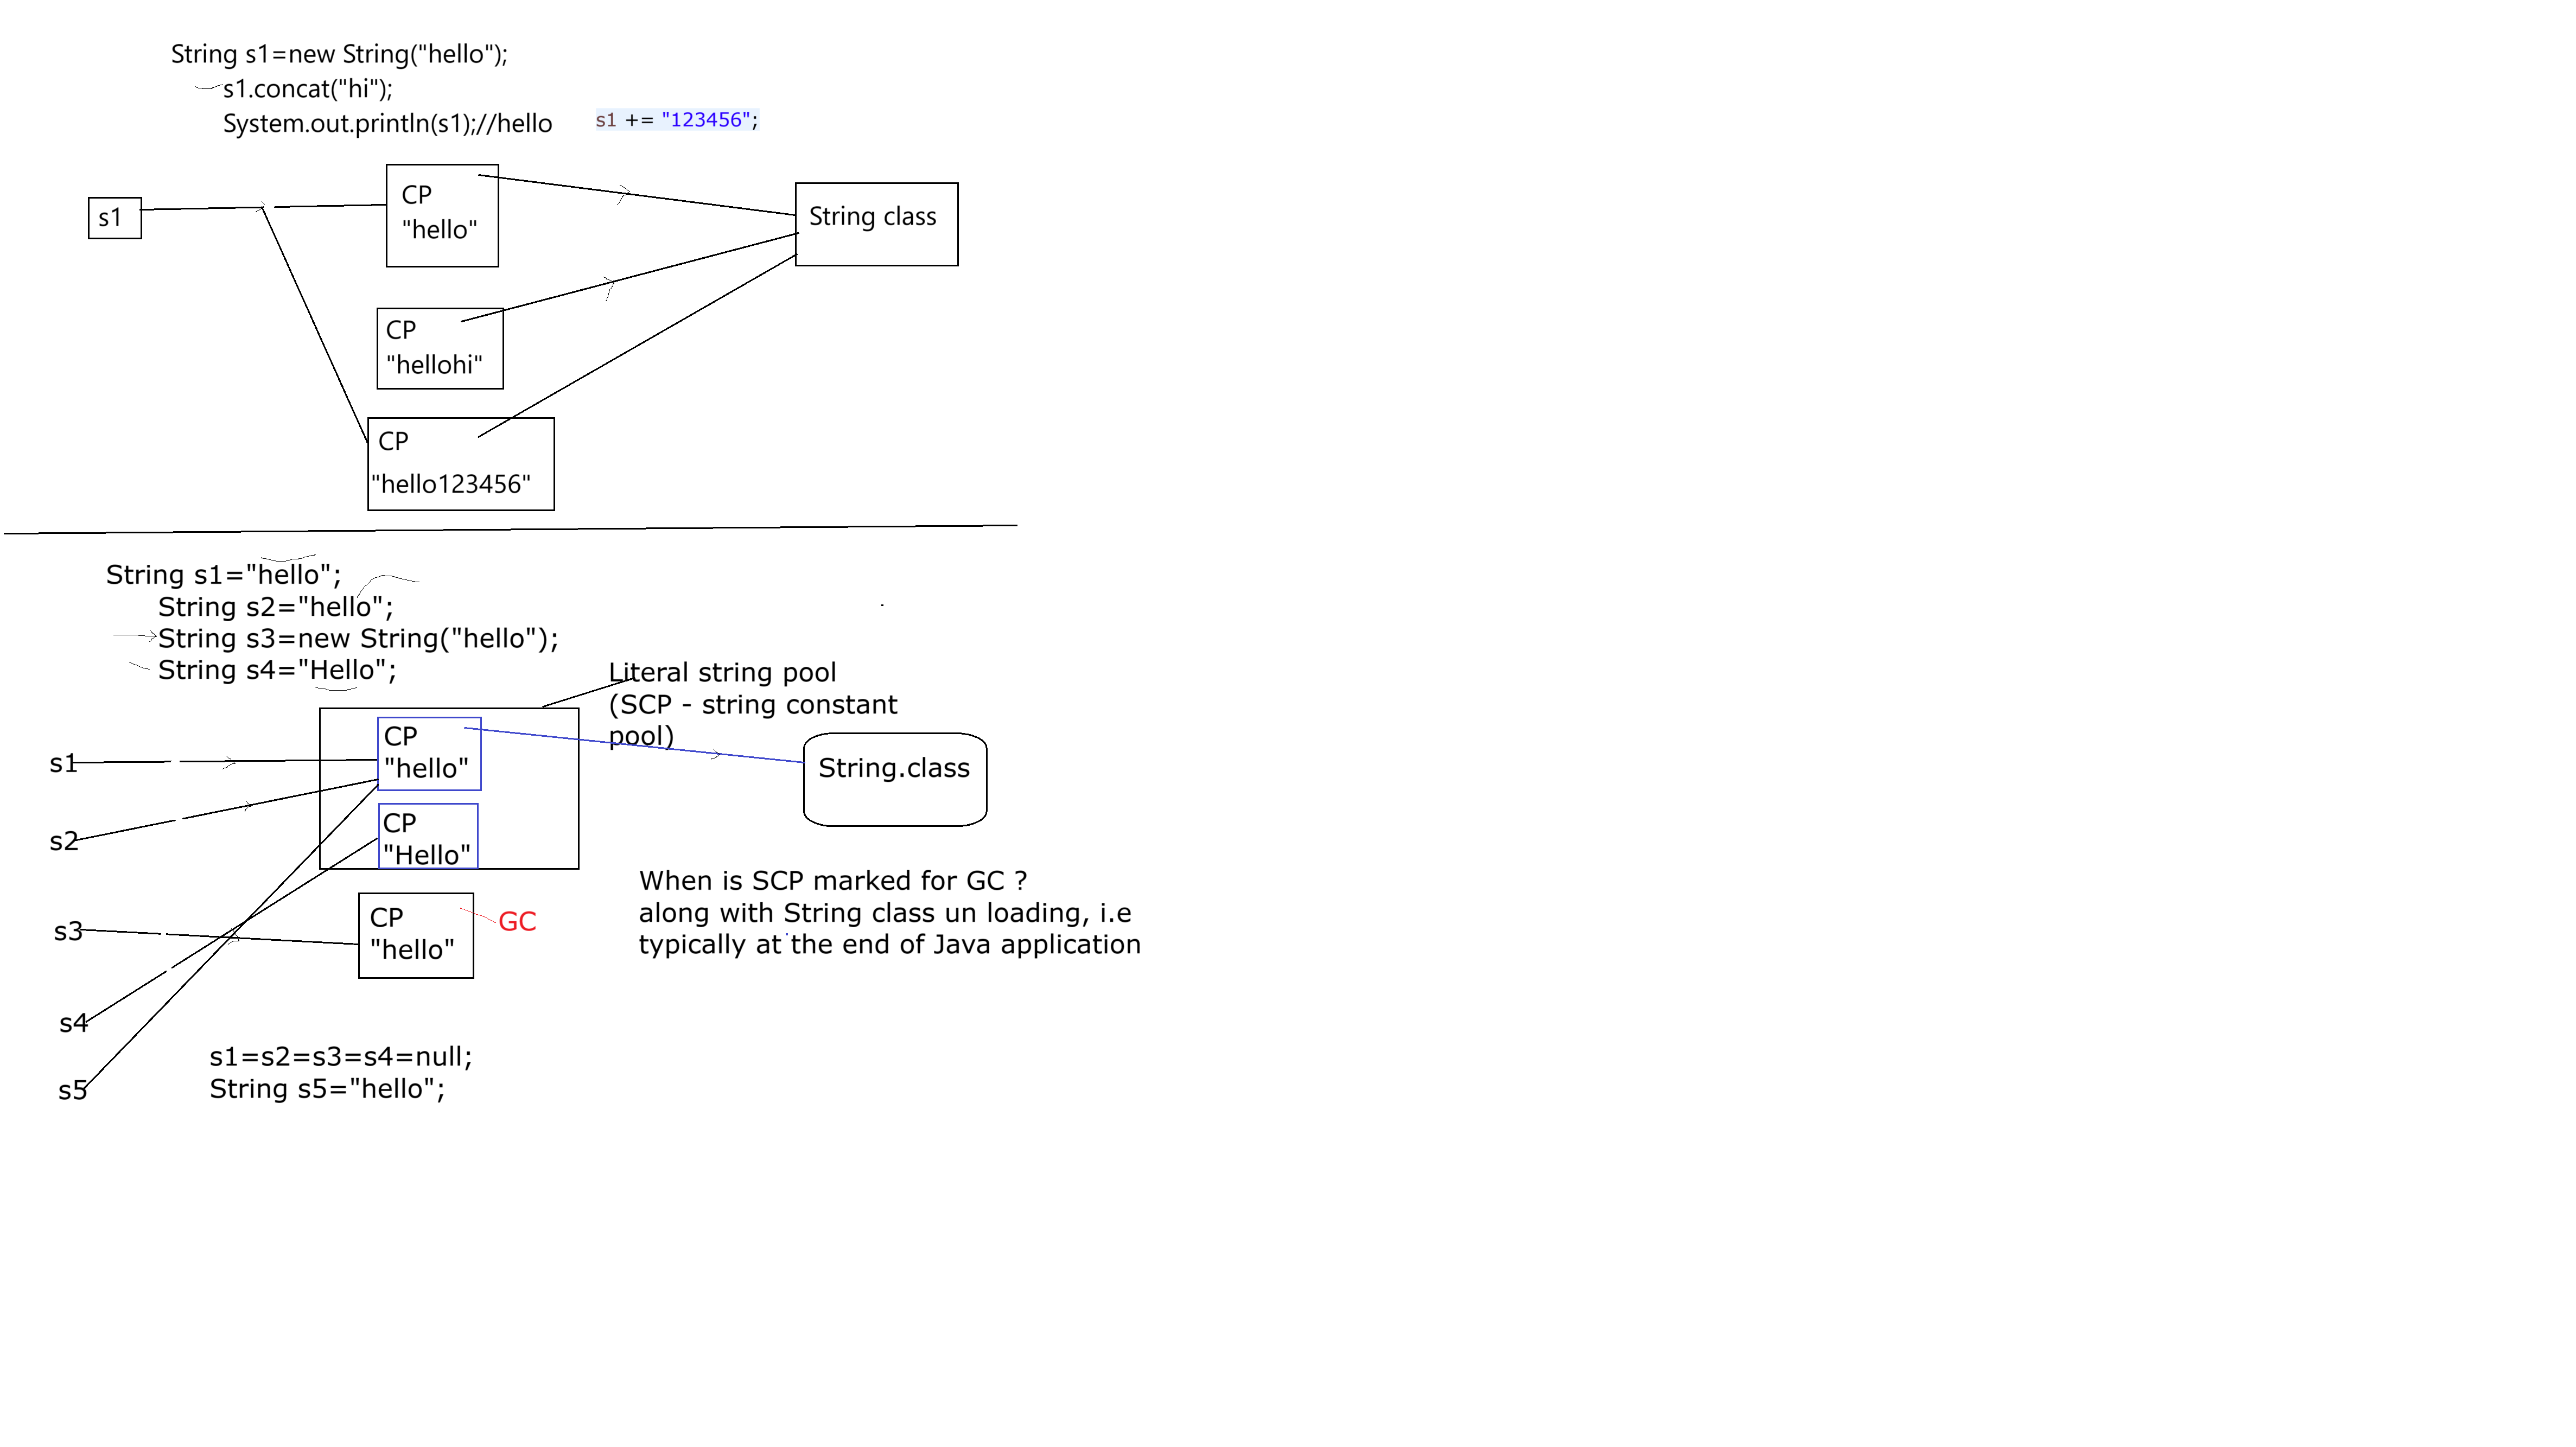 String s1=new String("hello");
s1.concat("hi");
System.out.println(s1);//hello
s1 += "123456";
s1
CP
"hello"
String class
CP
"hellohi"
CP
"hello123456"
String s1="hello";
String s2="hello";
String s3=new String("hello");
String s4="Hello";
Literal string pool
(SCP - string constant
pool)
s1
CP
"hello"
String.class
s2
CP
"Hello"
When is SCP marked for GC ?
along with String class un loading, i.e
typically at the end of Java application
s3
CP
"hello"
GC
s4
s5
s1=s2=s3=s4=null;
String s5="hello";